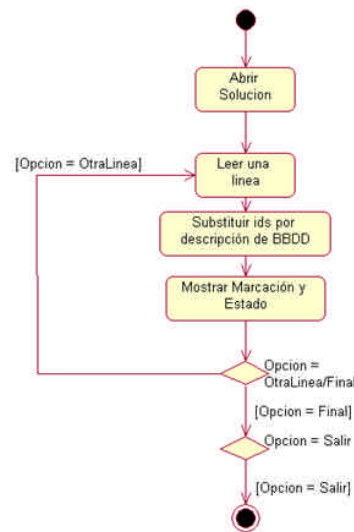 Abrir
Solucion
[Opcion = OtraLinea]
Leer una
linea
Substituir ids por
descripción de BBDD
Mostrar Marcación y
Estado
Opcion =
OtraLinea/Final
[Opcion = Final]
Opcion = Salir
[Opcion = Salir]